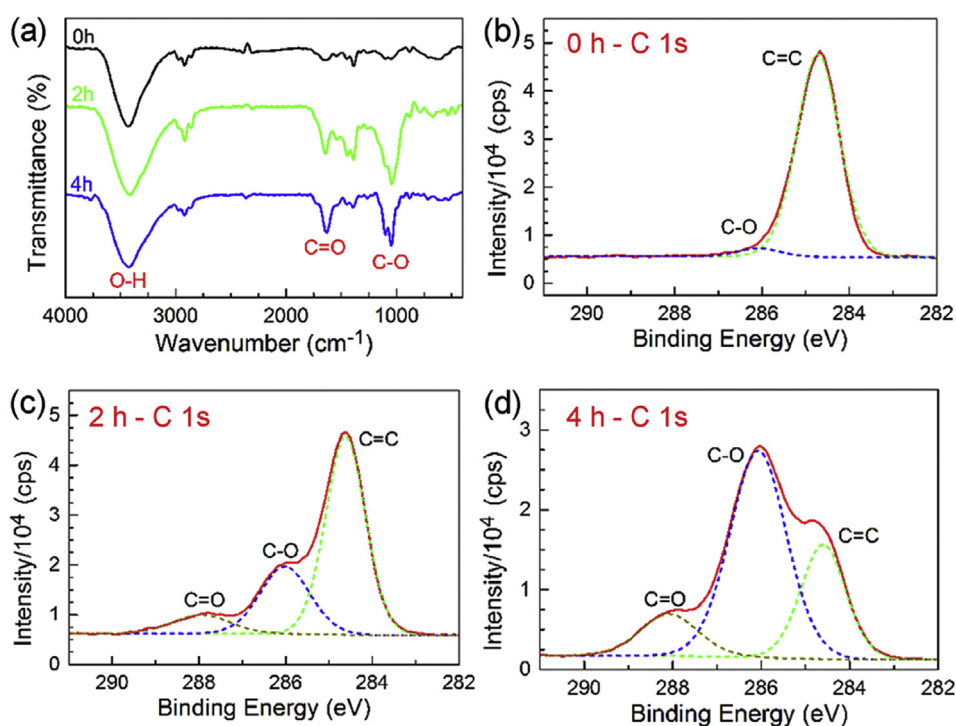 (a)
0h
2h
4h
O-H
C=O
C-O
Transmittance (%)
4000 3000 2000 1000
Wavenumber (cm⁻¹)
(b)
0 h - C 1s
C=C
C-O
5
4
3
2
1
0
Intensity/10⁴ (cps)
290 288 286 284 282
Binding Energy (eV)
(c)
2 h - C 1s
C=C
C-O
C=O
5
4
3
2
1
0
Intensity/10⁴ (cps)
290 288 286 284 282
Binding Energy (eV)
(d)
4 h - C 1s
C-O
C=C
C=O
3
2
1
0
Intensity/10⁴ (cps)
290 288 286 284 282
Binding Energy (eV)